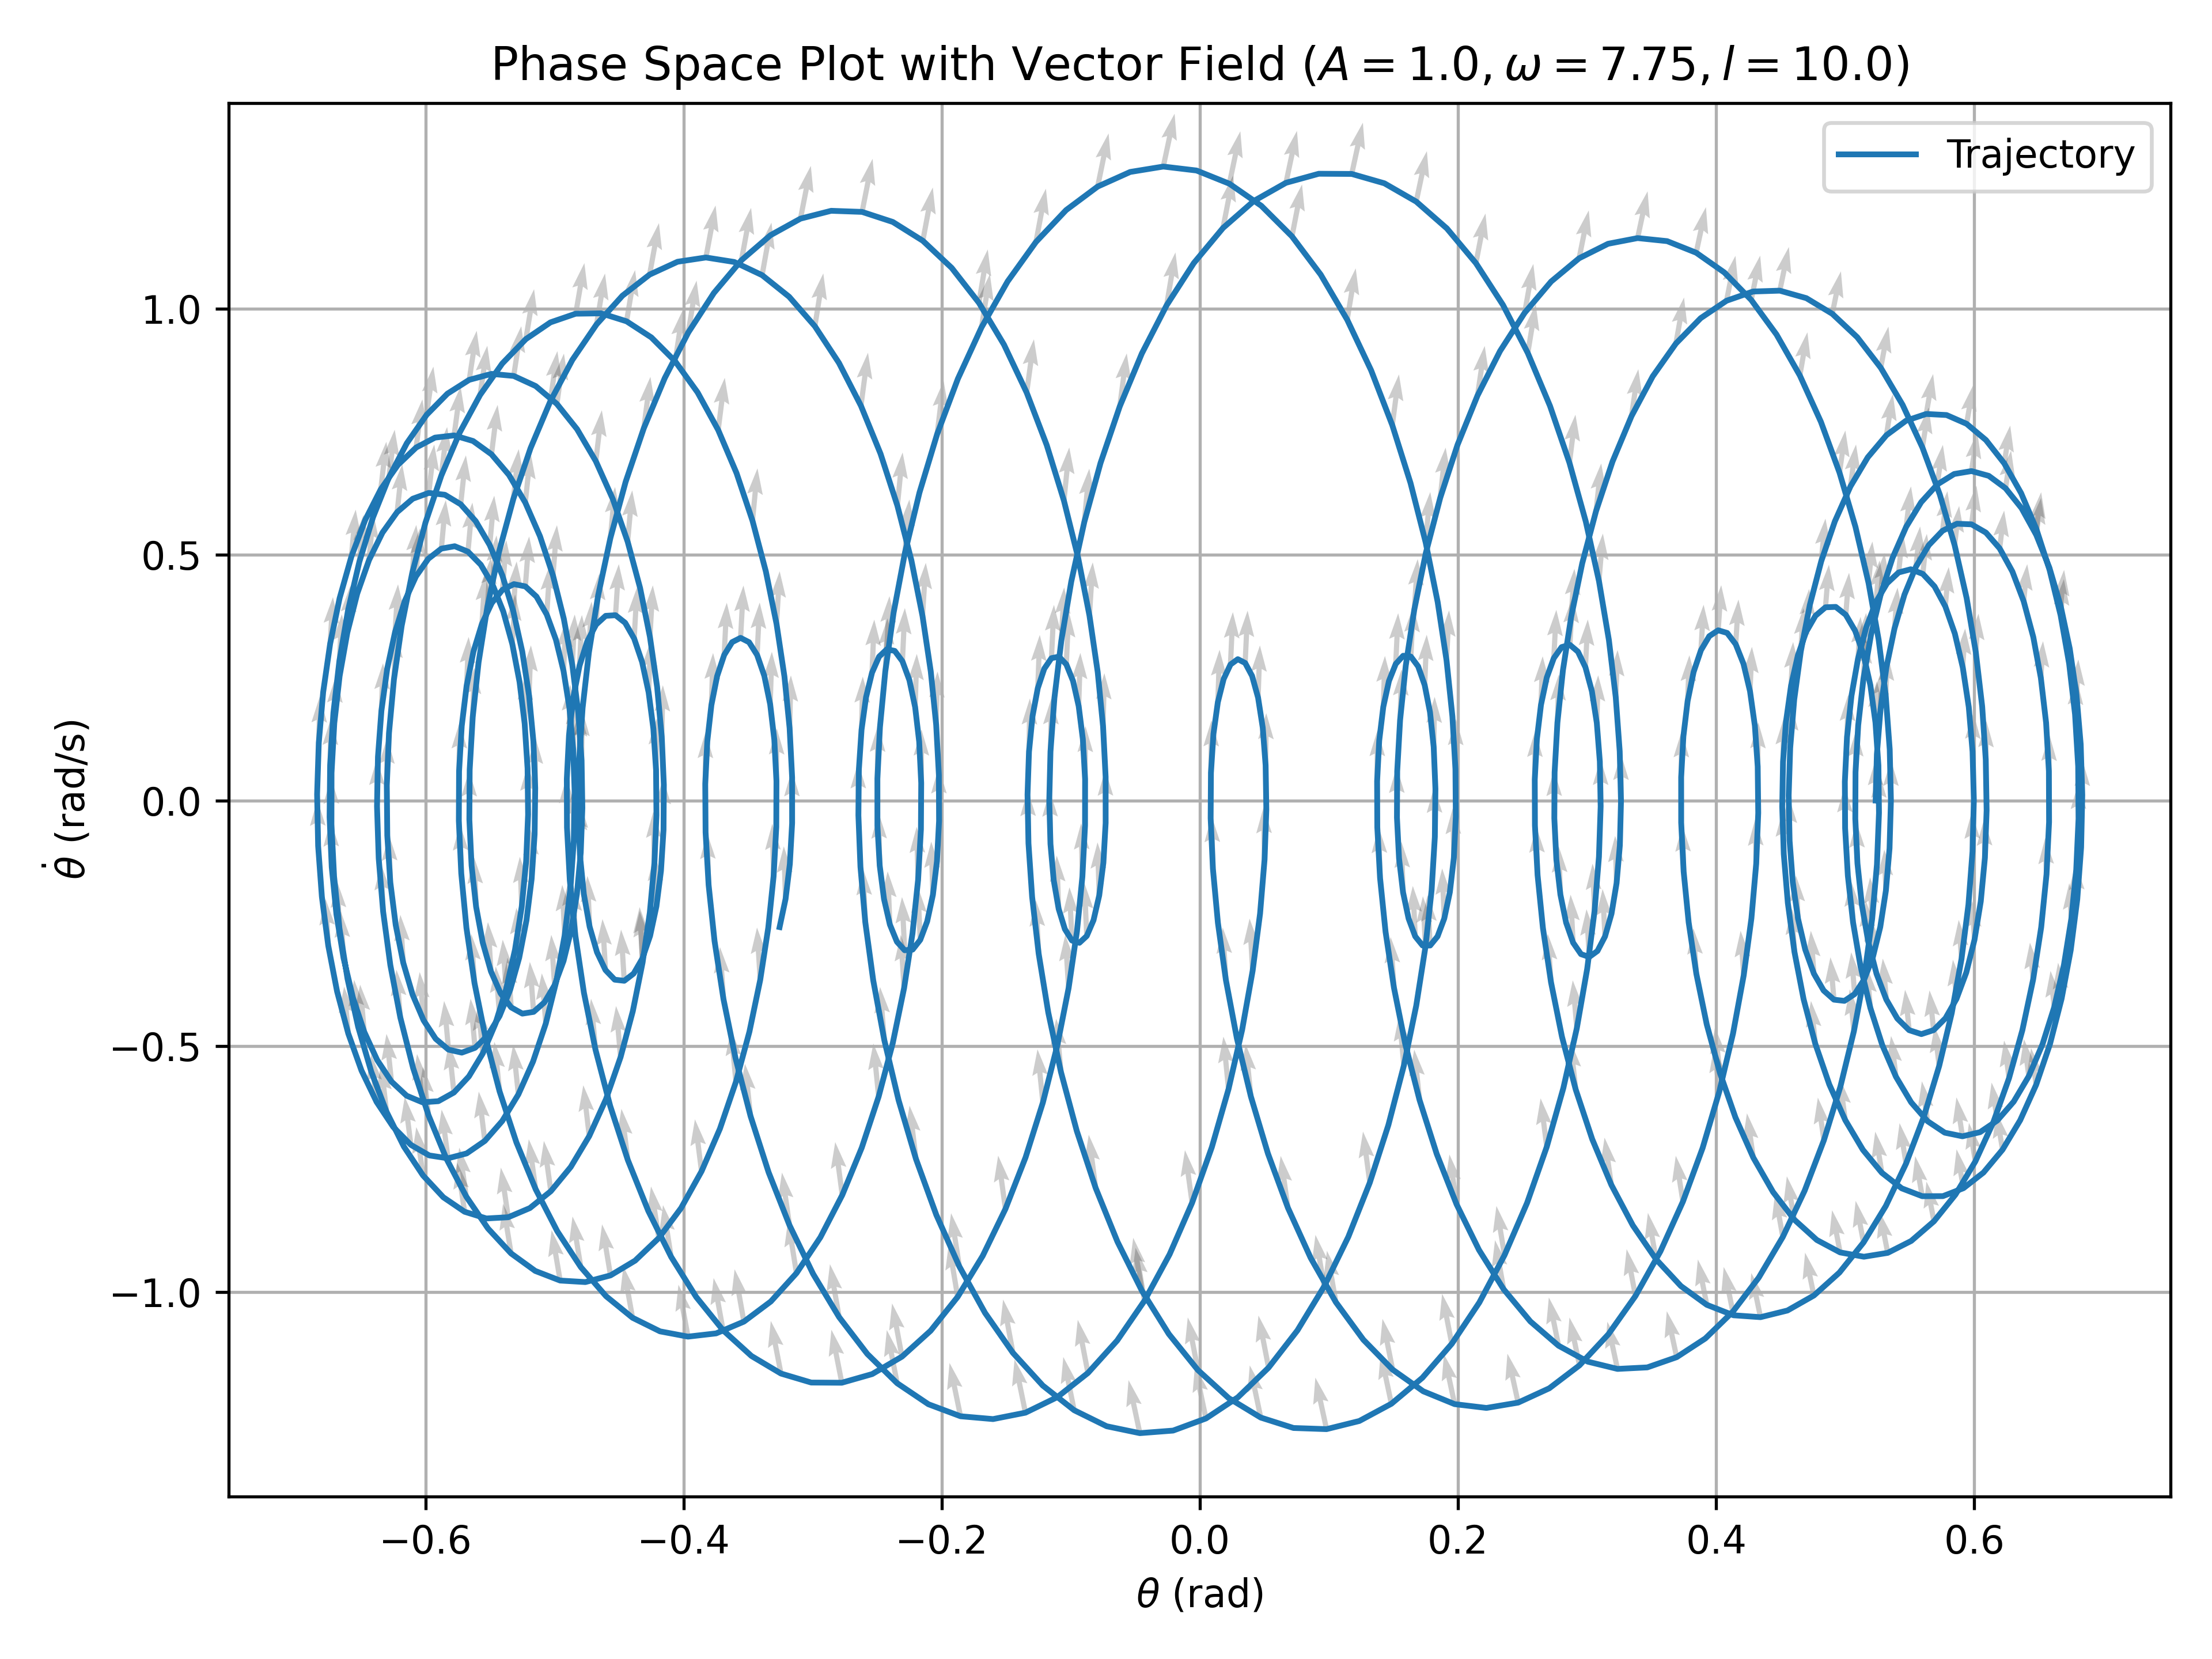 Phase Space Plot with Vector Field (A = 1.0, ω = 7.75, l = 10.0)
Trajectory
θ̇ (rad/s)
1.0
0.5
0.0
−0.5
−1.0
−0.6 −0.4 −0.2 0.0 0.2 0.4 0.6
θ (rad)